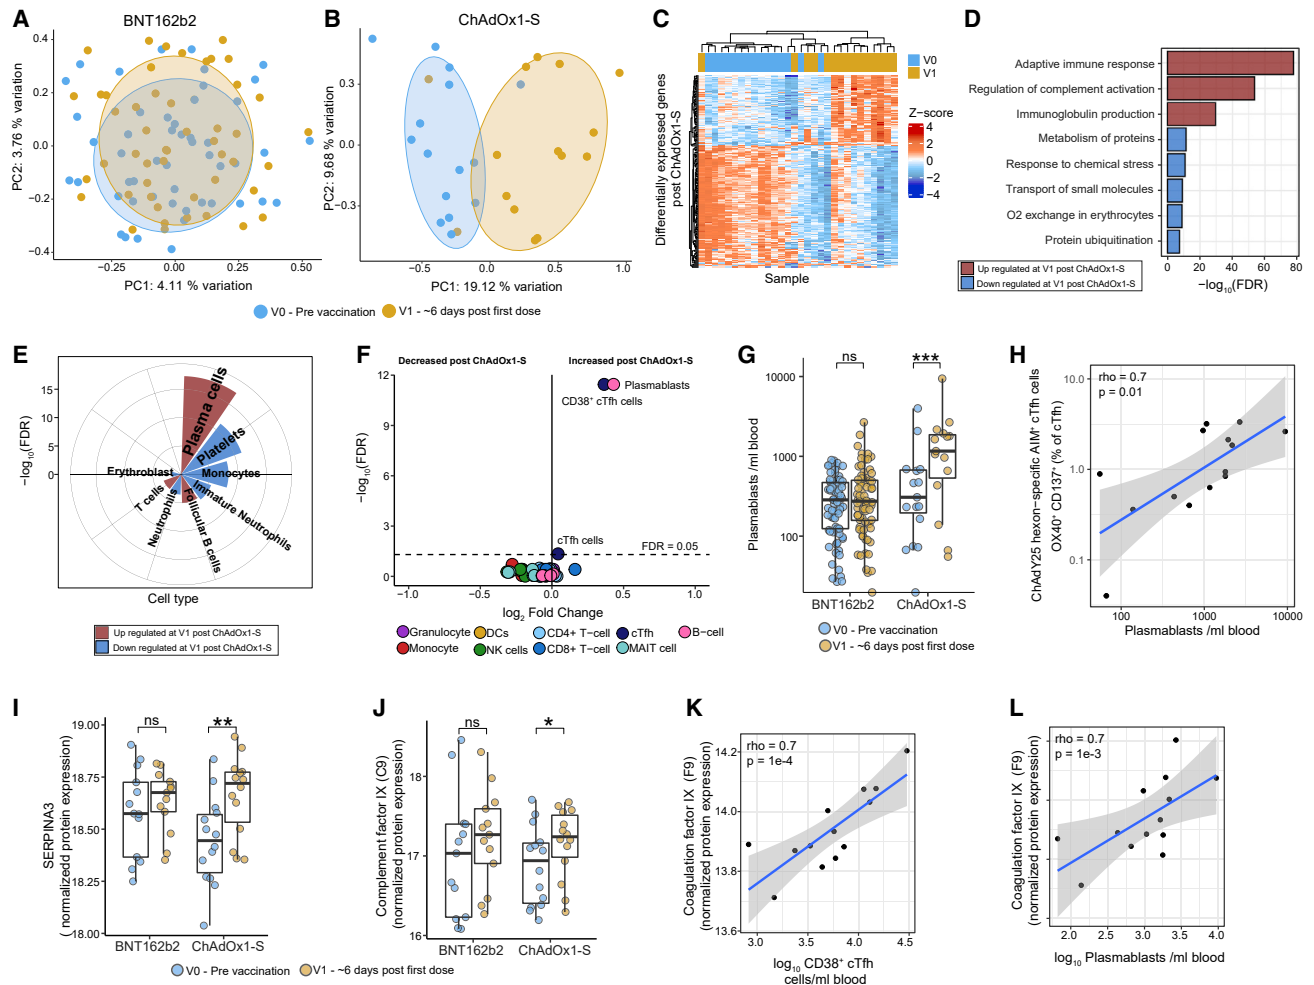 A
BNT162b2
PC2: 3.76 % variation
0.4
0.2
0.0
−0.2
−0.4
−0.25
0.00
0.25
0.50
PC1: 4.11 % variation
B
ChAdOx1-S
PC2: 9.68 % variation
0.3
0.0
−0.3
−0.5
0.0
0.5
1.0
PC1: 19.12 % variation
V0 - Pre vaccination
V1 - ~6 days post first dose
C
Differentially expressed genes
post ChAdOx1-S
Sample
V0
V1
Z−score
4
2
0
−2
−4
D
Adaptive immune response
Regulation of complement activation
Immunoglobulin production
Metabolism of proteins
Response to chemical stress
Transport of small molecules
O2 exchange in erythrocytes
Protein ubiquitination
0
20
40
60
80
−log10(FDR)
Up regulated at V1 post ChAdOx1-S
Down regulated at V1 post ChAdOx1-S
E
−log10(FDR)
15
10
5
0
Plasma cells
Platelets
Monocytes
Immature Neutrophils
Follicular B cells
Neutrophils
T cells
Erythroblast
Cell type
Up regulated at V1 post ChAdOx1-S
Down regulated at V1 post ChAdOx1-S
F
Decreased post ChAdOx1-S
Increased post ChAdOx1-S
−log10(FDR)
12
9
6
3
0
Plasmablasts
CD38+ cTfh cells
cTfh cells
FDR = 0.05
−1.0
−0.5
0.0
0.5
1.0
log2 Fold Change
Granulocyte
DCs
CD4+ T−cell
cTfh
B−cell
Monocyte
NK cells
CD8+ T−cell
MAIT cell
G
Plasmablasts /ml blood
10000
1000
100
ns
***
BNT162b2
ChAdOx1-S
V0 - Pre vaccination
V1 - ~6 days post first dose
H
ChAdY25 hexon-specific AIM+ cTfh cells
OX40+ CD137+ (% of cTfh)
10.0
1.0
0.1
rho = 0.7
p = 0.01
100
1000
10000
Plasmablasts /ml blood
I
SERPINA3
( normalizedd protein expression)
19.00
18.75
18.50
18.25
18.00
ns
**
BNT162b2
ChAdOx1-S
J
Complement factor IX (C9)
(normalized protein expression)
18
17
16
ns
*
BNT162b2
ChAdOx1-S
V0 - Pre vaccination
V1 - ~6 days post first dose
K
Coagulation factor IX (F9)
(normalized protein expression)
14.2
14.0
13.8
13.6
rho = 0.7
p = 1e-4
3.0
3.5
4.0
4.5
log10 CD38+ cTfh
cells/ml blood
L
Coagulation factor IX (F9)
(normalized protein expression)
rho = 0.7
p = 1e-3
2.0
2.5
3.0
3.5
4.0
log10 Plasmablasts /ml blood